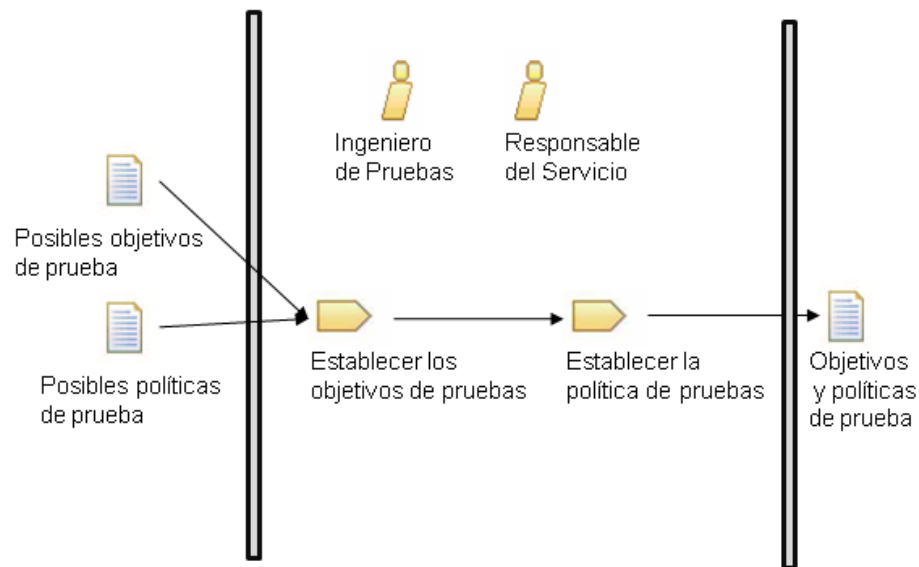 Ingeniero
de Pruebas
Responsable
del Servicio
Posibles objetivos
de prueba
Posibles políticas
de prueba
Establecer los
objetivos de pruebas
Establecer la
política de pruebas
Objetivos
y políticas
de prueba